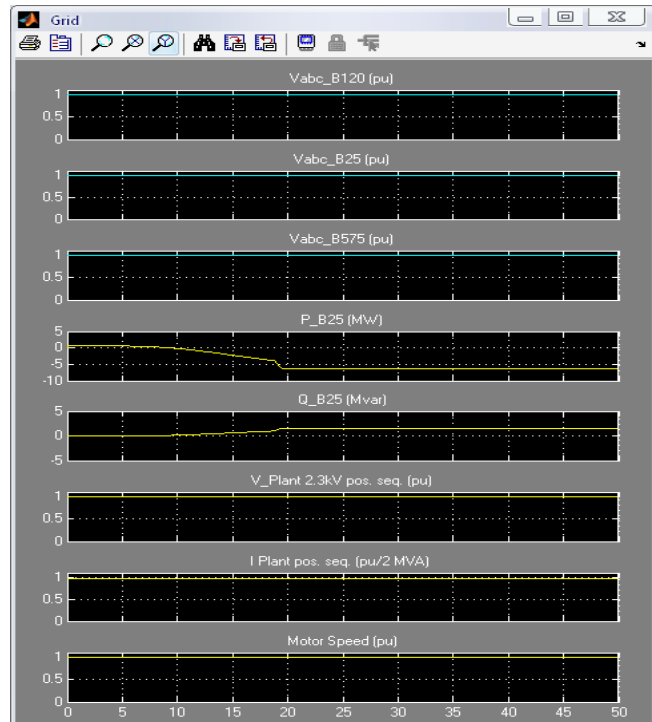 Grid
Vabc_B120 (pu)
1
0.5
0
Vabc_B25 (pu)
1
0.5
0
Vabc_B575 (pu)
1
0.5
0
P_B25 (MW)
5
0
-5
-10
Q_B25 (Mvar)
5
0
-5
V_Plant 2.3kV pos. seq. (pu)
1
0.5
0
I Plant pos. seq. (pu/2 MVA)
1
0.5
0
Motor Speed (pu)
1
0.5
0
0 5 10 15 20 25 30 35 40 45 50